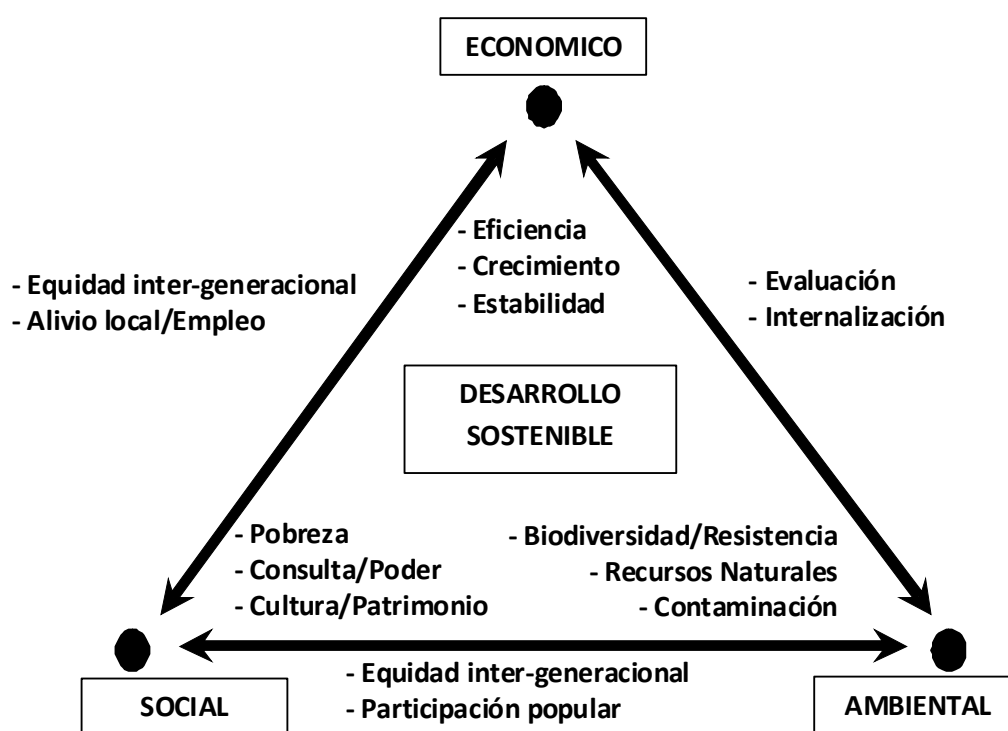 ECONOMICO
- Eficiencia
- Crecimiento
- Estabilidad
- Equidad inter-generacional
- Alivio local/Empleo
- Evaluación
- Internalización
DESARROLLO
SOSTENIBLE
- Pobreza
- Consulta/Poder
- Cultura/Patrimonio
- Biodiversidad/Resistencia
- Recursos Naturales
- Contaminación
- Equidad inter-generacional
- Participación popular
SOCIAL
AMBIENTAL